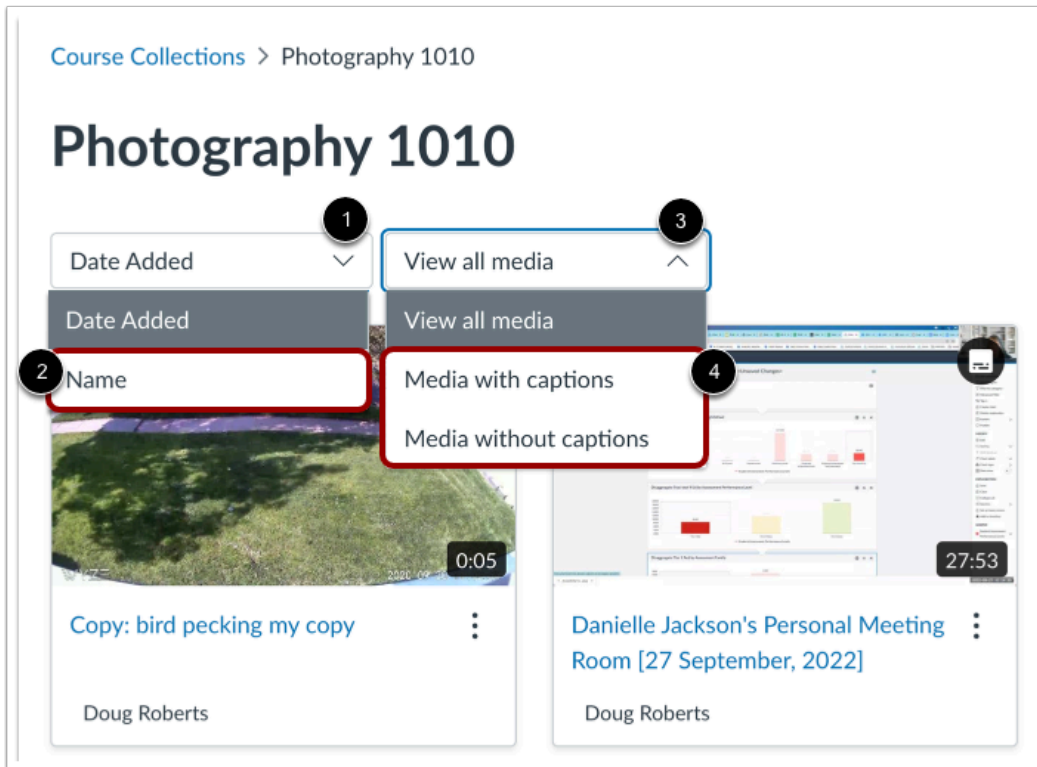 Course Collections > Photography 1010
Photography 1010
1
3
Date Added
View all media
Date Added
View all media
2
Name
Media with captions
4
Media without captions
0:05
27:53
Copy: bird pecking my copy
Danielle Jackson's Personal Meeting
Room [27 September, 2022]
Doug Roberts
Doug Roberts